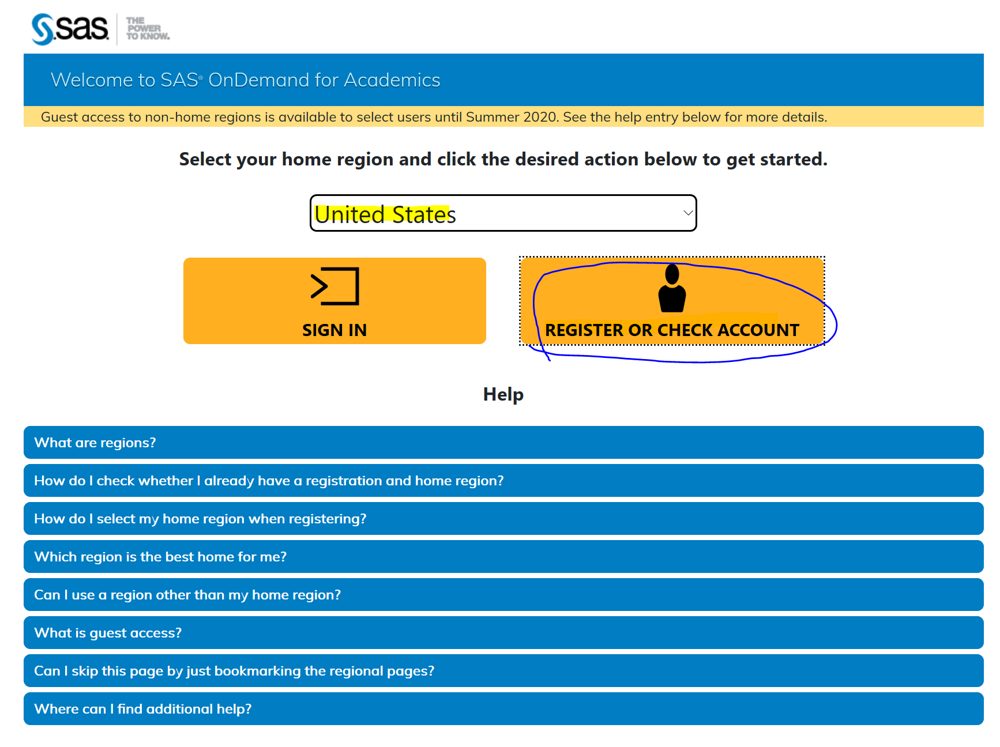 sas.
THE
POWER
TO KNOW.
Welcome to SAS® OnDemand for Academics
Guest access to non-home regions is available to select users until Summer 2020. See the help entry below for more details.
Select your home region and click the desired action below to get started.
United States
SIGN IN
REGISTER OR CHECK ACCOUNT
Help
What are regions?
How do I check whether I already have a registration and home region?
How do I select my home region when registering?
Which region is the best home for me?
Can I use a region other than my home region?
What is guest access?
Can I skip this page by just bookmarking the regional pages?
Where can I find additional help?